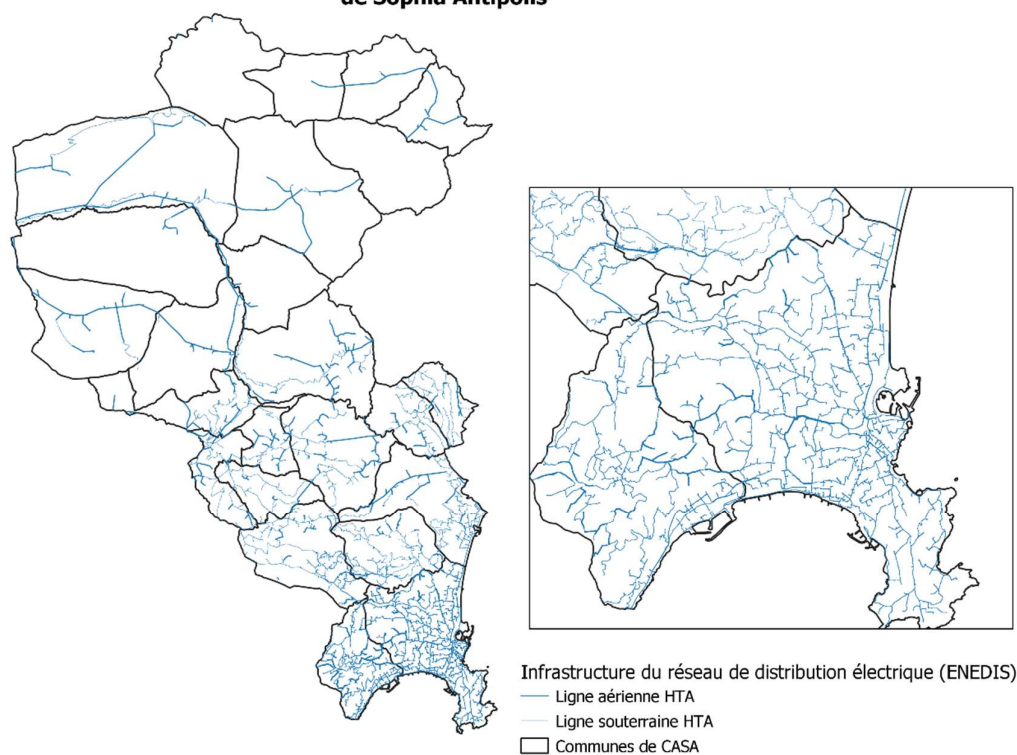 de Sophia Antipolis
Infrastructure du réseau de distribution électrique (ENEDIS)
Ligne aérienne HTA
Ligne souterraine HTA
Communes de CASA